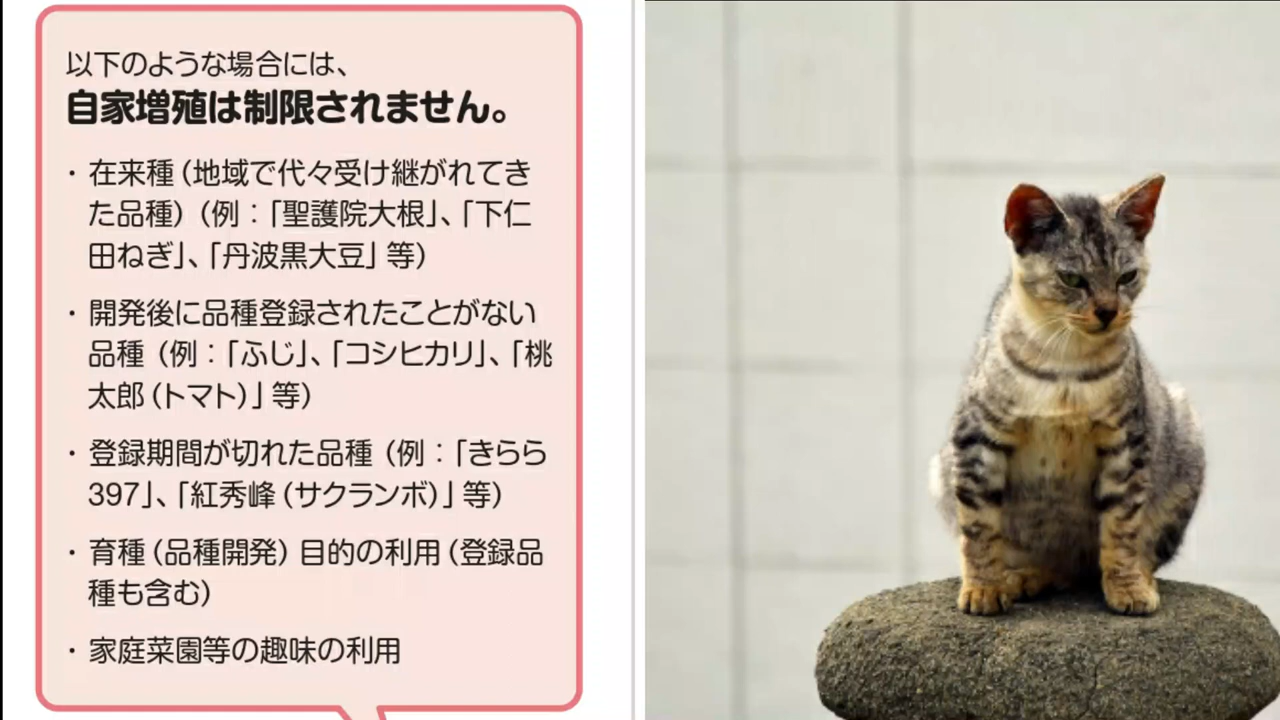 以下のような場合には、
自家増殖は制限されません。
・在来種(地域で代々受け継がれてき
た品種)(例:「聖護院大根」、「下仁
田ねぎ」、「丹波黒大豆」等)
・開発後に品種登録されたことがない
品種(例:「ふじ」、「コシヒカリ」、「桃
太郎(トマト)」等)
・登録期間が切れた品種(例:「きらら
397」、「紅秀峰(サクランボ)」等)
・育種(品種開発)目的の利用(登録品
種も含む)
・家庭菜園等の趣味の利用